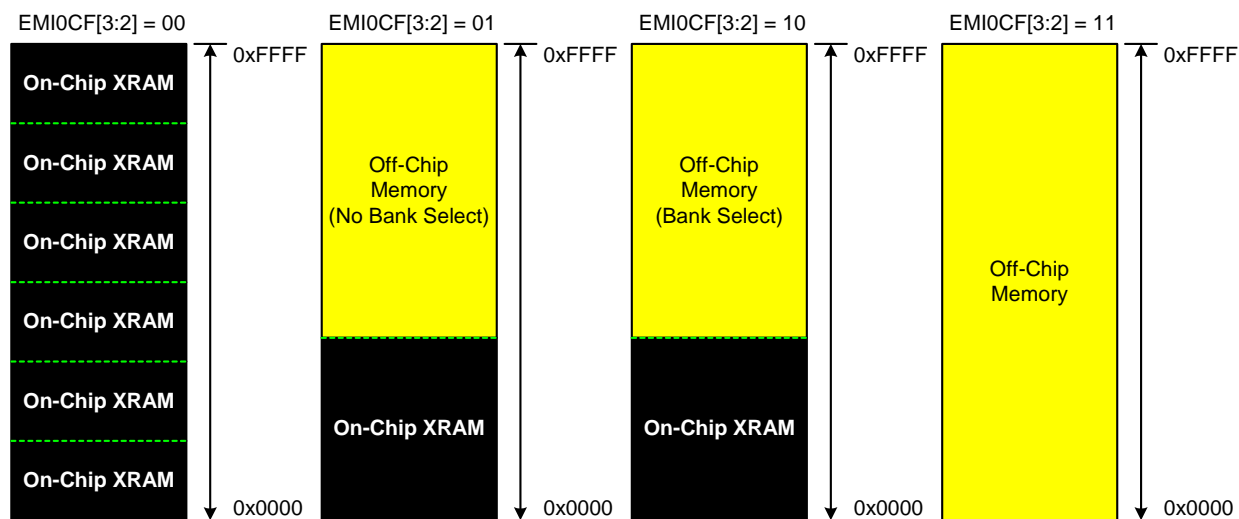 EMI0CF[3:2] = 00
On-Chip XRAM
On-Chip XRAM
On-Chip XRAM
On-Chip XRAM
On-Chip XRAM
On-Chip XRAM
0xFFFF
0x0000
EMI0CF[3:2] = 01
Off-Chip
Memory
(No Bank Select)
On-Chip XRAM
0xFFFF
0x0000
EMI0CF[3:2] = 10
Off-Chip
Memory
(Bank Select)
On-Chip XRAM
0xFFFF
0x0000
EMI0CF[3:2] = 11
Off-Chip
Memory
0xFFFF
0x0000